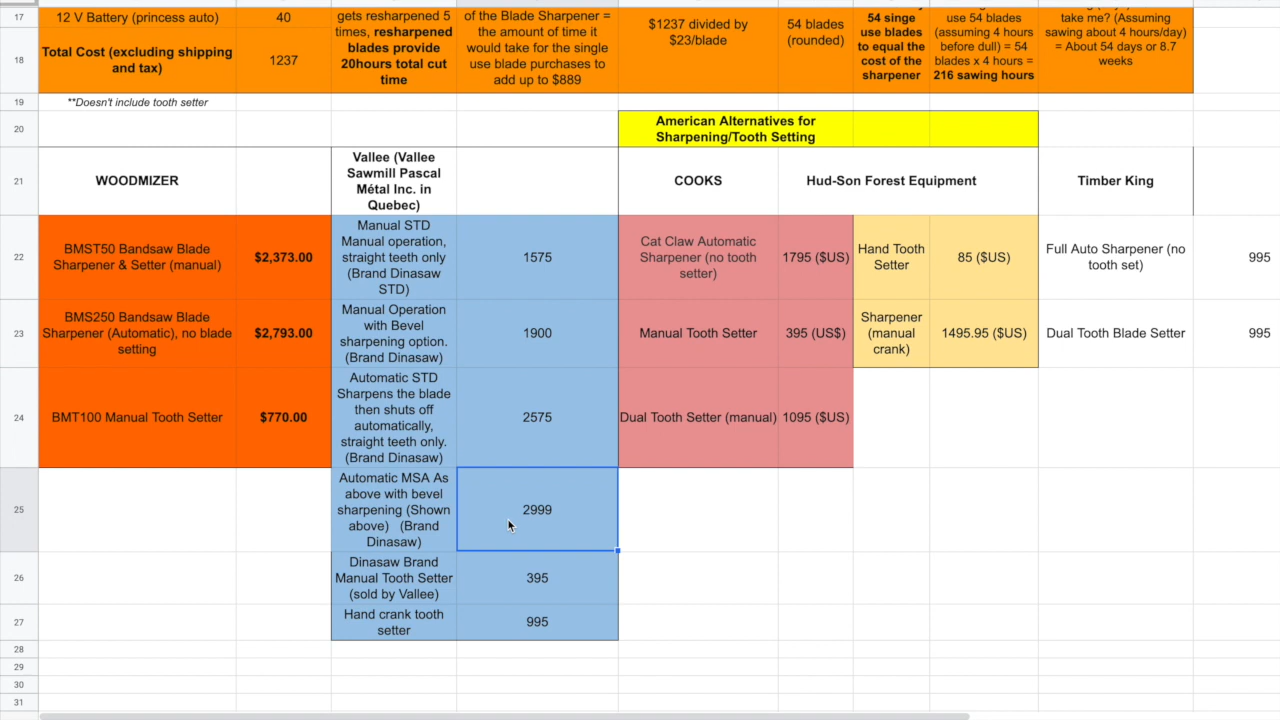 17
12 V Battery (princess auto)
40
gets resharpened 5
times, resharpened
blades provide
20hours total cut
time
of the Blade Sharpener =
the amount of time it
would take for the single
use blade purchases to
add up to $889
$1237 divided by
$23/blade
54 blades
(rounded)
54 singe
use blades
to equal the
cost of the
sharpener
use 54 blades
(assuming 4 hours
before dull) = 54
blades x 4 hours =
216 sawing hours
take me? (Assuming
sawing about 4 hours/day)
= About 54 days or 8.7
weeks
18
Total Cost (excluding shipping
and tax)
1237
19
**Doesn't include tooth setter
20
American Alternatives for
Sharpening/Tooth Setting
21
WOODMIZER
Vallee (Vallee
Sawmill Pascal
Métal Inc. in
Quebec)
COOKS
Hud-Son Forest Equipment
Timber King
22
BMST50 Bandsaw Blade
Sharpener & Setter (manual)
$2,373.00
Manual STD
Manual operation,
straight teeth only
(Brand Dinasaw
STD)
1575
Cat Claw Automatic
Sharpener (no tooth
setter)
1795 ($US)
Hand Tooth
Setter
85 ($US)
Full Auto Sharpener (no
tooth set)
995
23
BMS250 Bandsaw Blade
Sharpener (Automatic), no blade
setting
$2,793.00
Manual Operation
with Bevel
sharpening option.
(Brand Dinasaw)
1900
Manual Tooth Setter
395 (US$)
Sharpener
(manual
crank)
1495.95 ($US)
Dual Tooth Blade Setter
995
24
BMT100 Manual Tooth Setter
$770.00
Automatic STD
Sharpens the blade
then shuts off
automatically,
straight teeth only.
(Brand Dinasaw)
2575
Dual Tooth Setter (manual)
1095 ($US)
25
Automatic MSA As
above with bevel
sharpening (Shown
above) (Brand
Dinasaw)
2999
26
Dinasaw Brand
Manual Tooth Setter
(sold by Vallee)
395
27
Hand crank tooth
setter
995
28
29
30
31